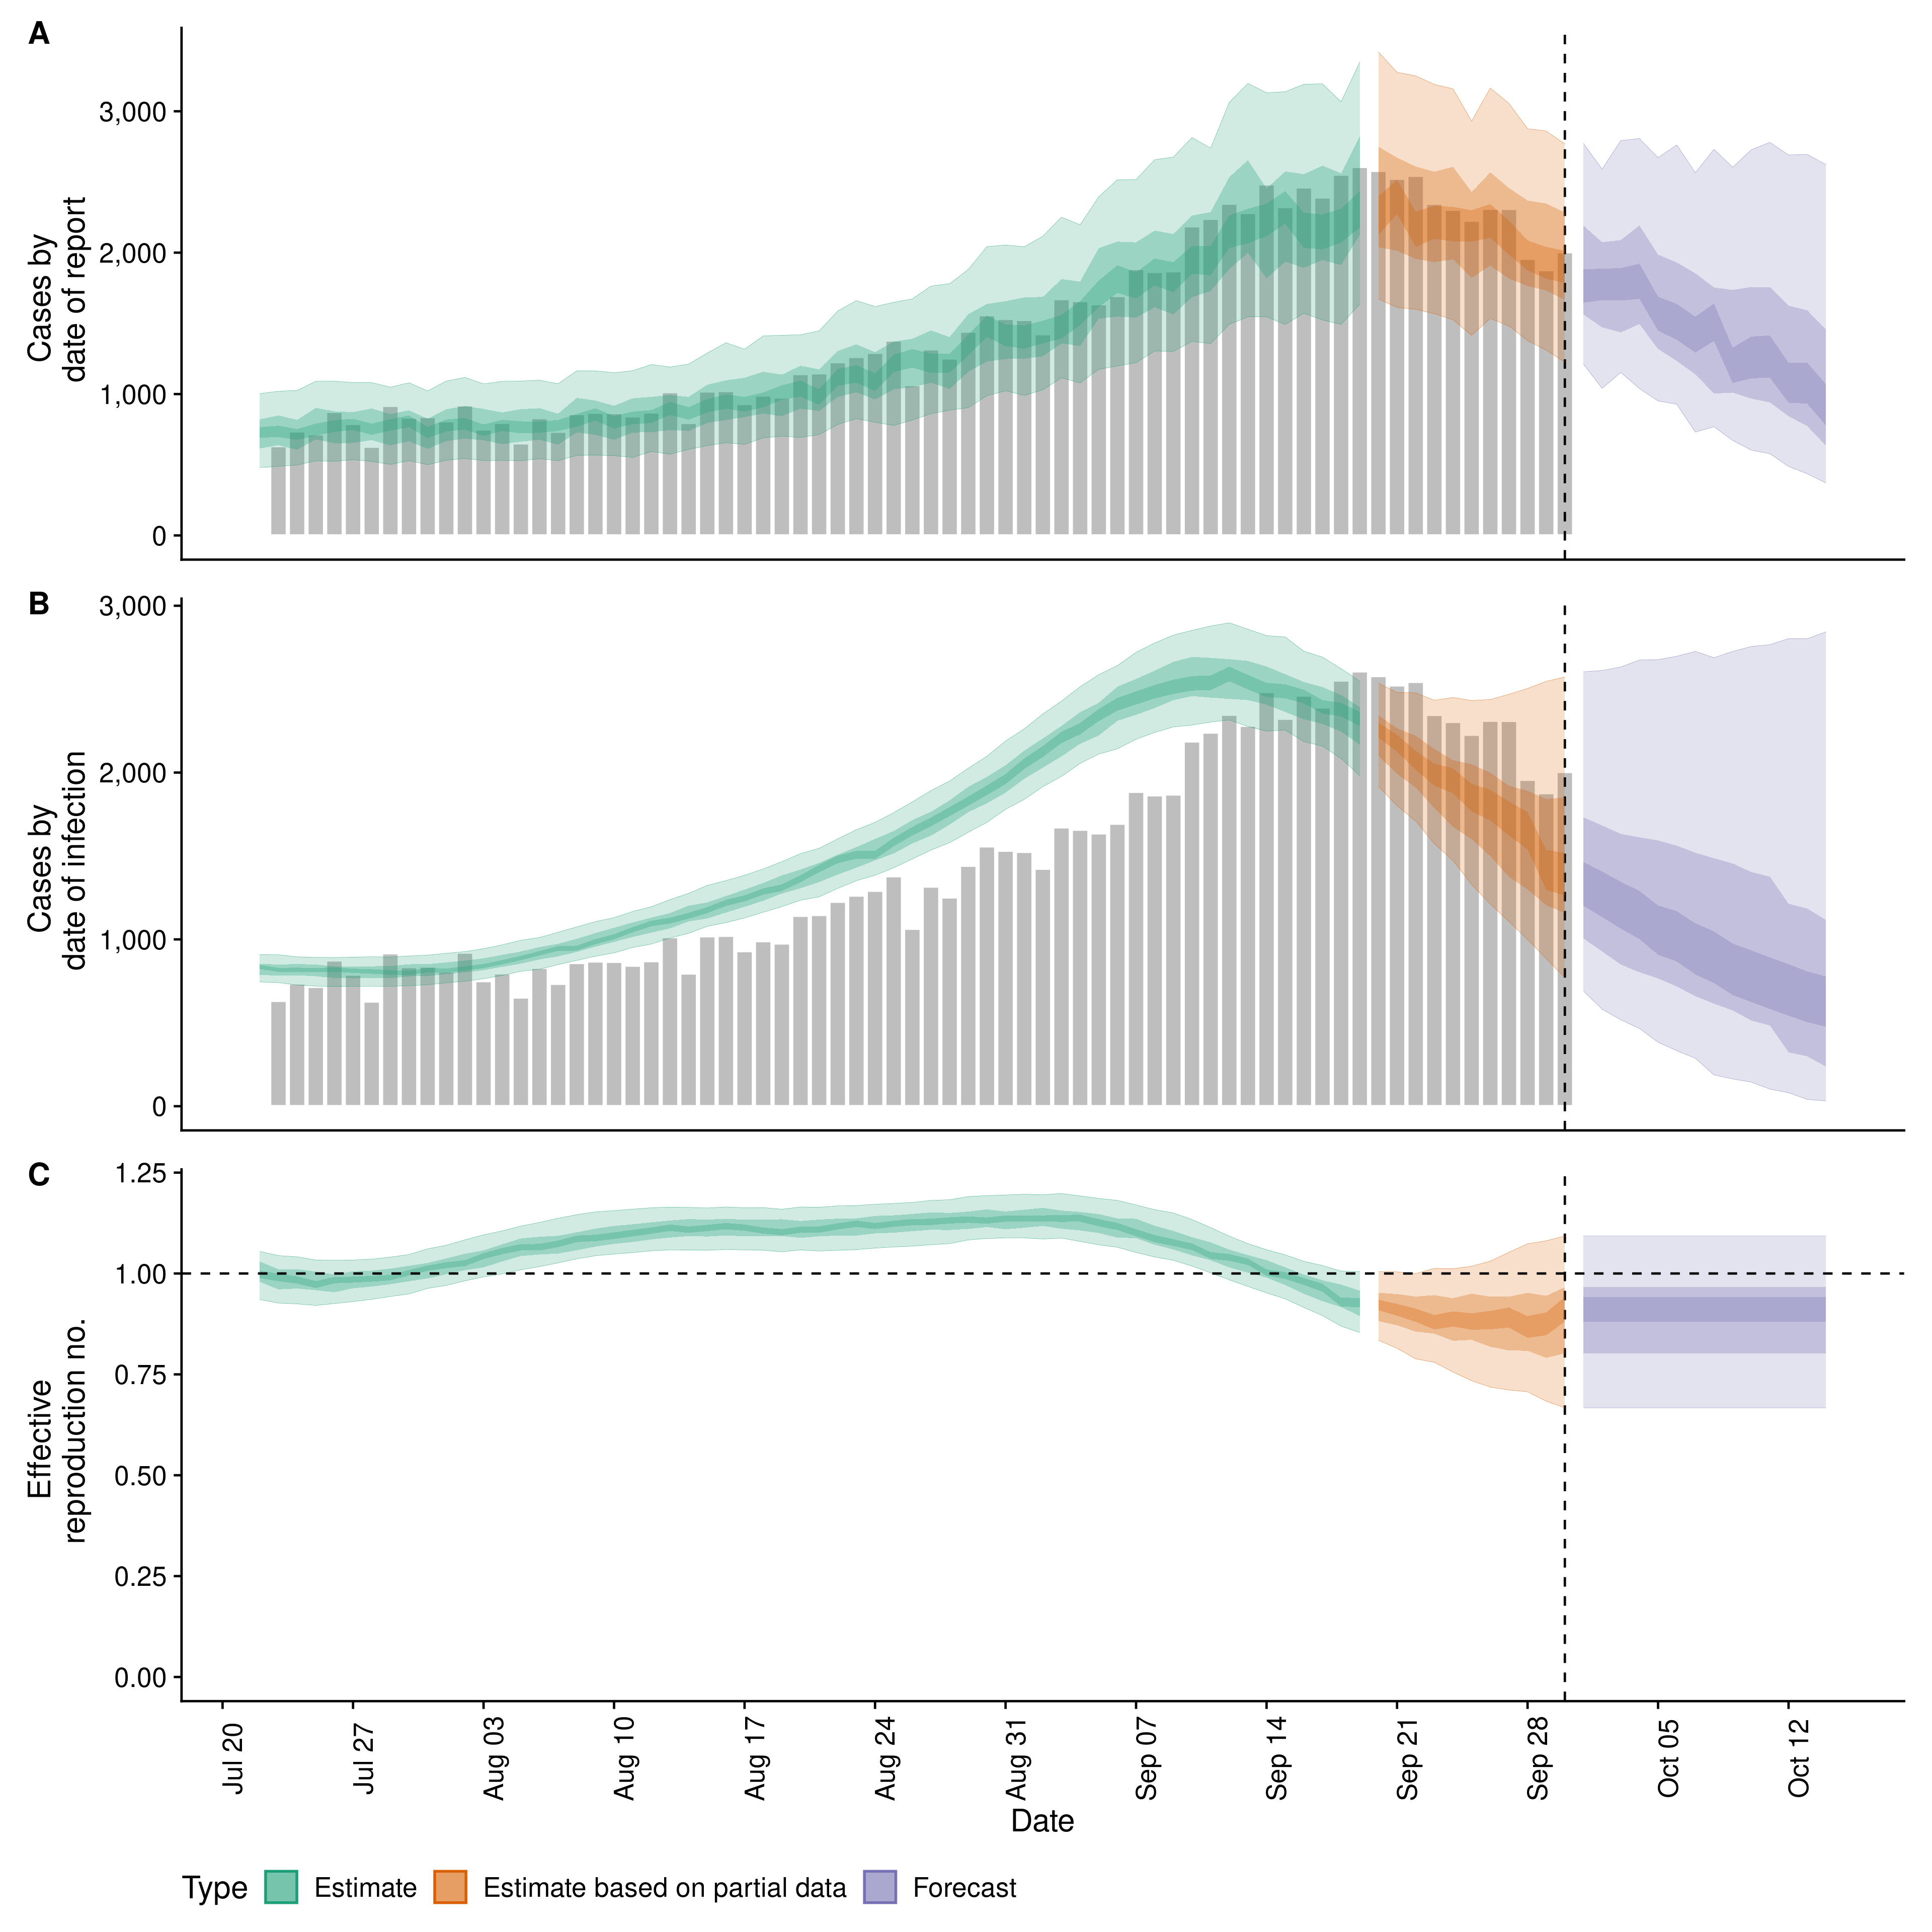 A
Cases by
date of report
3,000
2,000
1,000
0
B
Cases by
date of infection
3,000
2,000
1,000
0
C
Effective
reproduction no.
1.25
1.00
0.75
0.50
0.25
0.00
Jul 20
Jul 27
Aug 03
Aug 10
Aug 17
Aug 24
Aug 31
Sep 07
Sep 14
Sep 21
Sep 28
Oct 05
Oct 12
Date
Type Estimate Estimate based on partial data Forecast